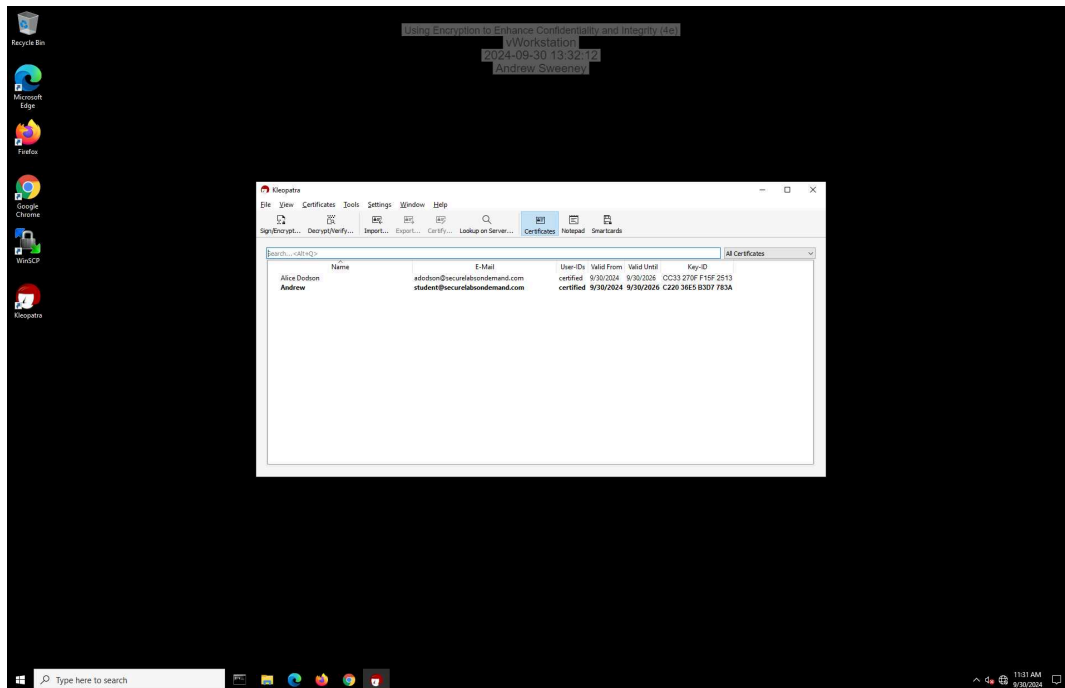 Recycle Bin
Using Encryption to Enhance Confidentiality and Integrity (4e)
vWorkstation
2024-09-30 13:32:12
Andrew Sweeney
Microsoft
Edge
Firefox
Google
Chrome
WinSCP
Kleopatra
Kleopatra
File View Certificates Tools Settings Window Help
Sign/Encrypt... Decrypt/Verify... Import... Export... Certify... Lookup on Server... Certificates Notepad Smartcards
Search...<Alt+Q> All Certificates
Name E-Mail User-IDs Valid From Valid Until Key-ID
Alice Dodson adodson@securelabsondemand.com certified 9/30/2024 9/30/2026 CC33 270F F15F 2513
Andrew student@securelabsondemand.com certified 9/30/2024 9/30/2026 C220 36E5 B3D7 783A
Type here to search
11:31 AM
9/30/2024